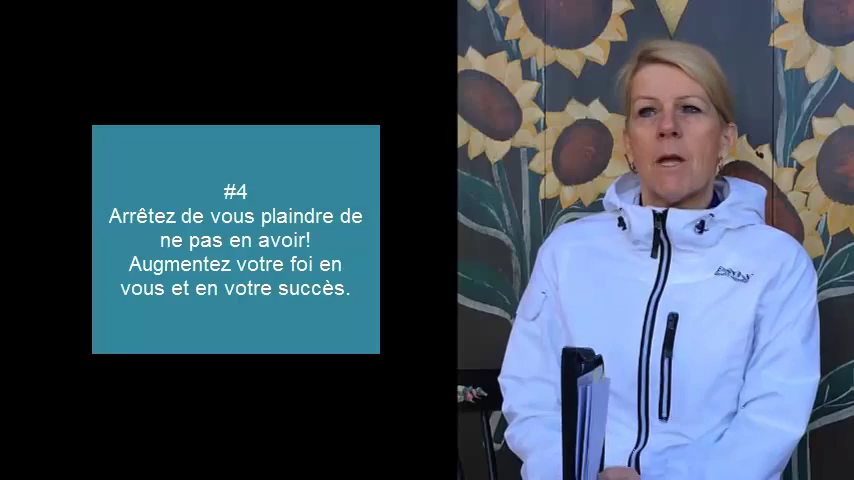 #4
Arrêtez de vous plaindre de
ne pas en avoir!
Augmentez votre foi en
vous et en votre succès.